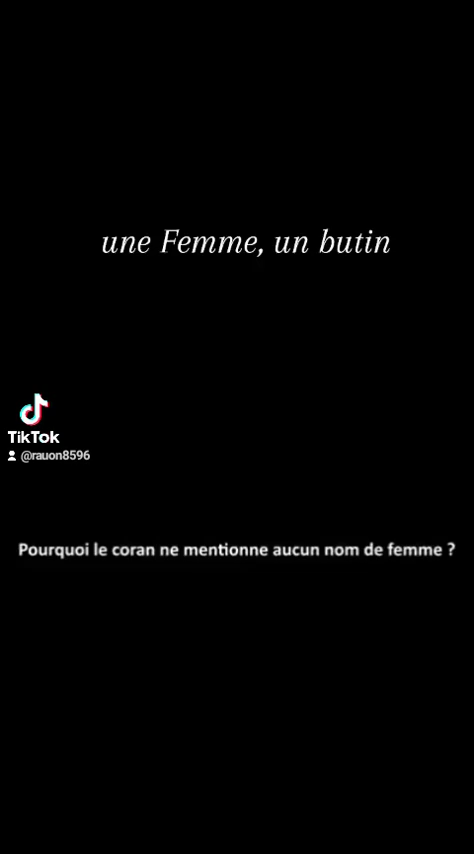 une Femme, un butin
TikTok
@rauon8596
Pourquoi le coran ne mentionne aucun nom de femme ?